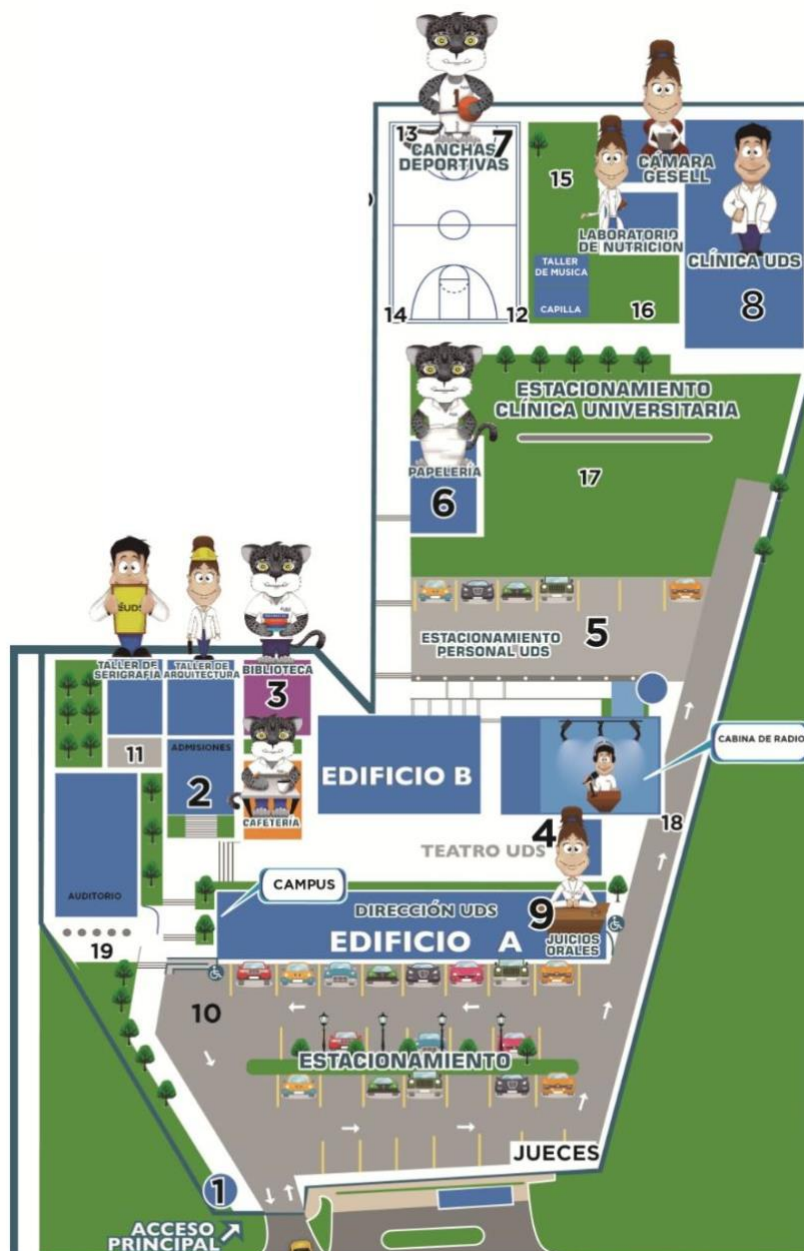 13
7
CANCHAS
DEPORTIVAS
15
CAMARA
GESELL
LABORATORIO
DE NUTRICION
CLÍNICA UDS
TALLER
DE MUSICA
CAPILLA
14
12
16
8
ESTACIONAMIENTO
CLÍNICA UNIVERSITARIA
PAPELERÍA
6
17
ESTACIONAMIENTO
PERSONAL UDS
5
UDS
TALLER DE
SERIGRAFIA
TALLER DE
ARQUITECTURA
BIBLIOTECA
3
11
ADMISIONES
2
CAFETERÍA
EDIFICIO B
CABINA DE RADIO
18
TEATRO UDS
4
AUDITORIO
CAMPUS
DIRECCIÓN UDS
9
EDIFICIO A
JUICIOS
ORALES
19
10
ESTACIONAMIENTO
JUECES
1
ACCESO
PRINCIPAL